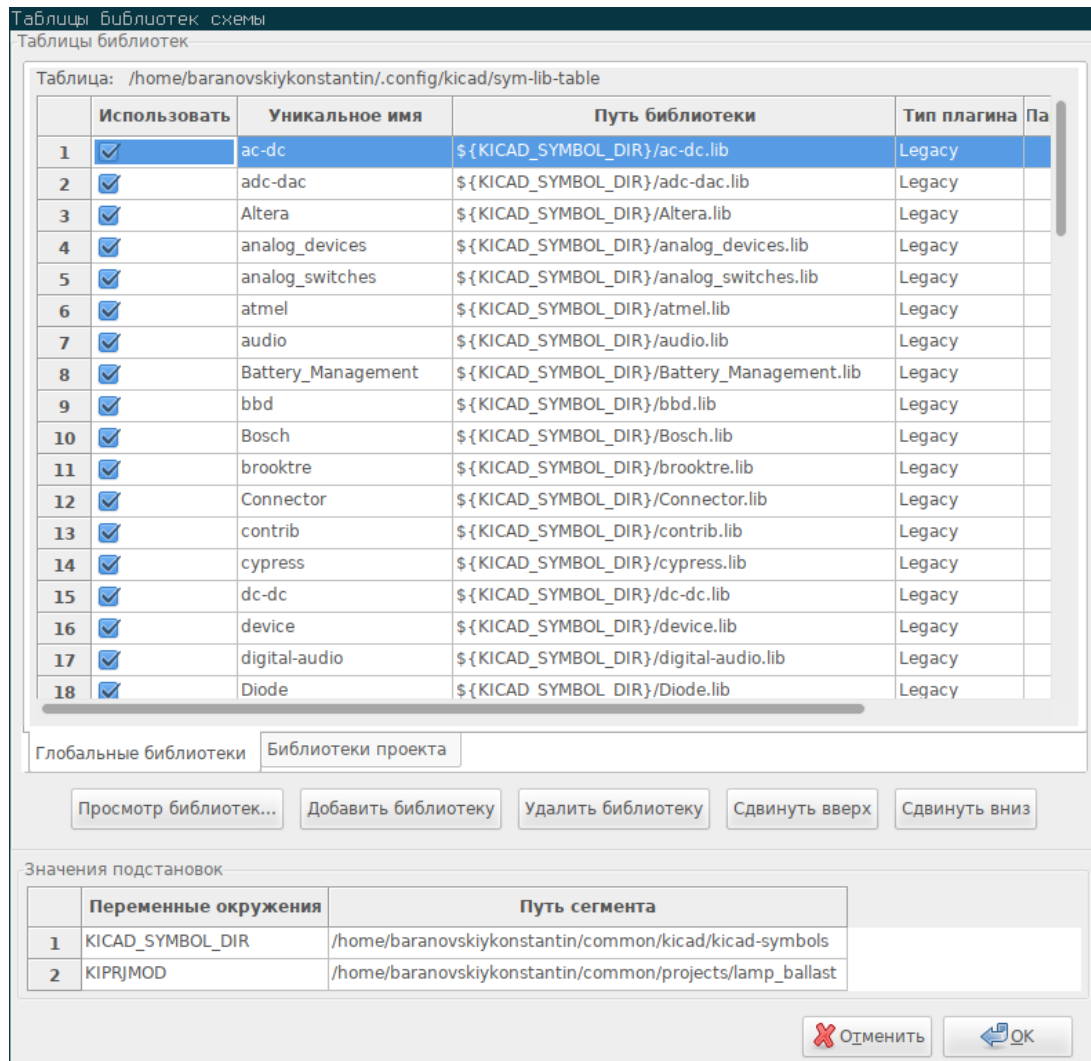 Таблицы библиотек схемы
Таблицы библиотек
Таблица: /home/baranovskiykonstantin/.config/kicad/sym-lib-table
Использовать Уникальное имя Путь библиотеки Тип плагина Па
1 ac-dc ${KICAD_SYMBOL_DIR}/ac-dc.lib Legacy
2 adc-dac ${KICAD_SYMBOL_DIR}/adc-dac.lib Legacy
3 Altera ${KICAD_SYMBOL_DIR}/Altera.lib Legacy
4 analog_devices ${KICAD_SYMBOL_DIR}/analog_devices.lib Legacy
5 analog_switches ${KICAD_SYMBOL_DIR}/analog_switches.lib Legacy
6 atmel ${KICAD_SYMBOL_DIR}/atmel.lib Legacy
7 audio ${KICAD_SYMBOL_DIR}/audio.lib Legacy
8 Battery_Management ${KICAD_SYMBOL_DIR}/Battery_Management.lib Legacy
9 bbd ${KICAD_SYMBOL_DIR}/bbd.lib Legacy
10 Bosch ${KICAD_SYMBOL_DIR}/Bosch.lib Legacy
11 brooktre ${KICAD_SYMBOL_DIR}/brooktre.lib Legacy
12 Connector ${KICAD_SYMBOL_DIR}/Connector.lib Legacy
13 contrib ${KICAD_SYMBOL_DIR}/contrib.lib Legacy
14 cypress ${KICAD_SYMBOL_DIR}/cypress.lib Legacy
15 dc-dc ${KICAD_SYMBOL_DIR}/dc-dc.lib Legacy
16 device ${KICAD_SYMBOL_DIR}/device.lib Legacy
17 digital-audio ${KICAD_SYMBOL_DIR}/digital-audio.lib Legacy
18 Diode ${KICAD_SYMBOL_DIR}/Diode.lib Legacy
Глобальные библиотеки Библиотеки проекта
Просмотр библиотек... Добавить библиотеку Удалить библиотеку Сдвинуть вверх Сдвинуть вниз
Значения подстановок
Переменные окружения Путь сегмента
1 KICAD_SYMBOL_DIR /home/baranovskiykonstantin/common/kicad/kicad-symbols
2 KIPRJMOD /home/baranovskiykonstantin/common/projects/lamp_ballast
Отменить OK